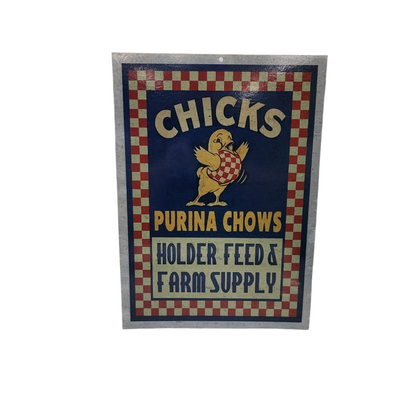 CHICKS
PURINA CHOWS
HOLDER FEED &
FARM SUPPLY